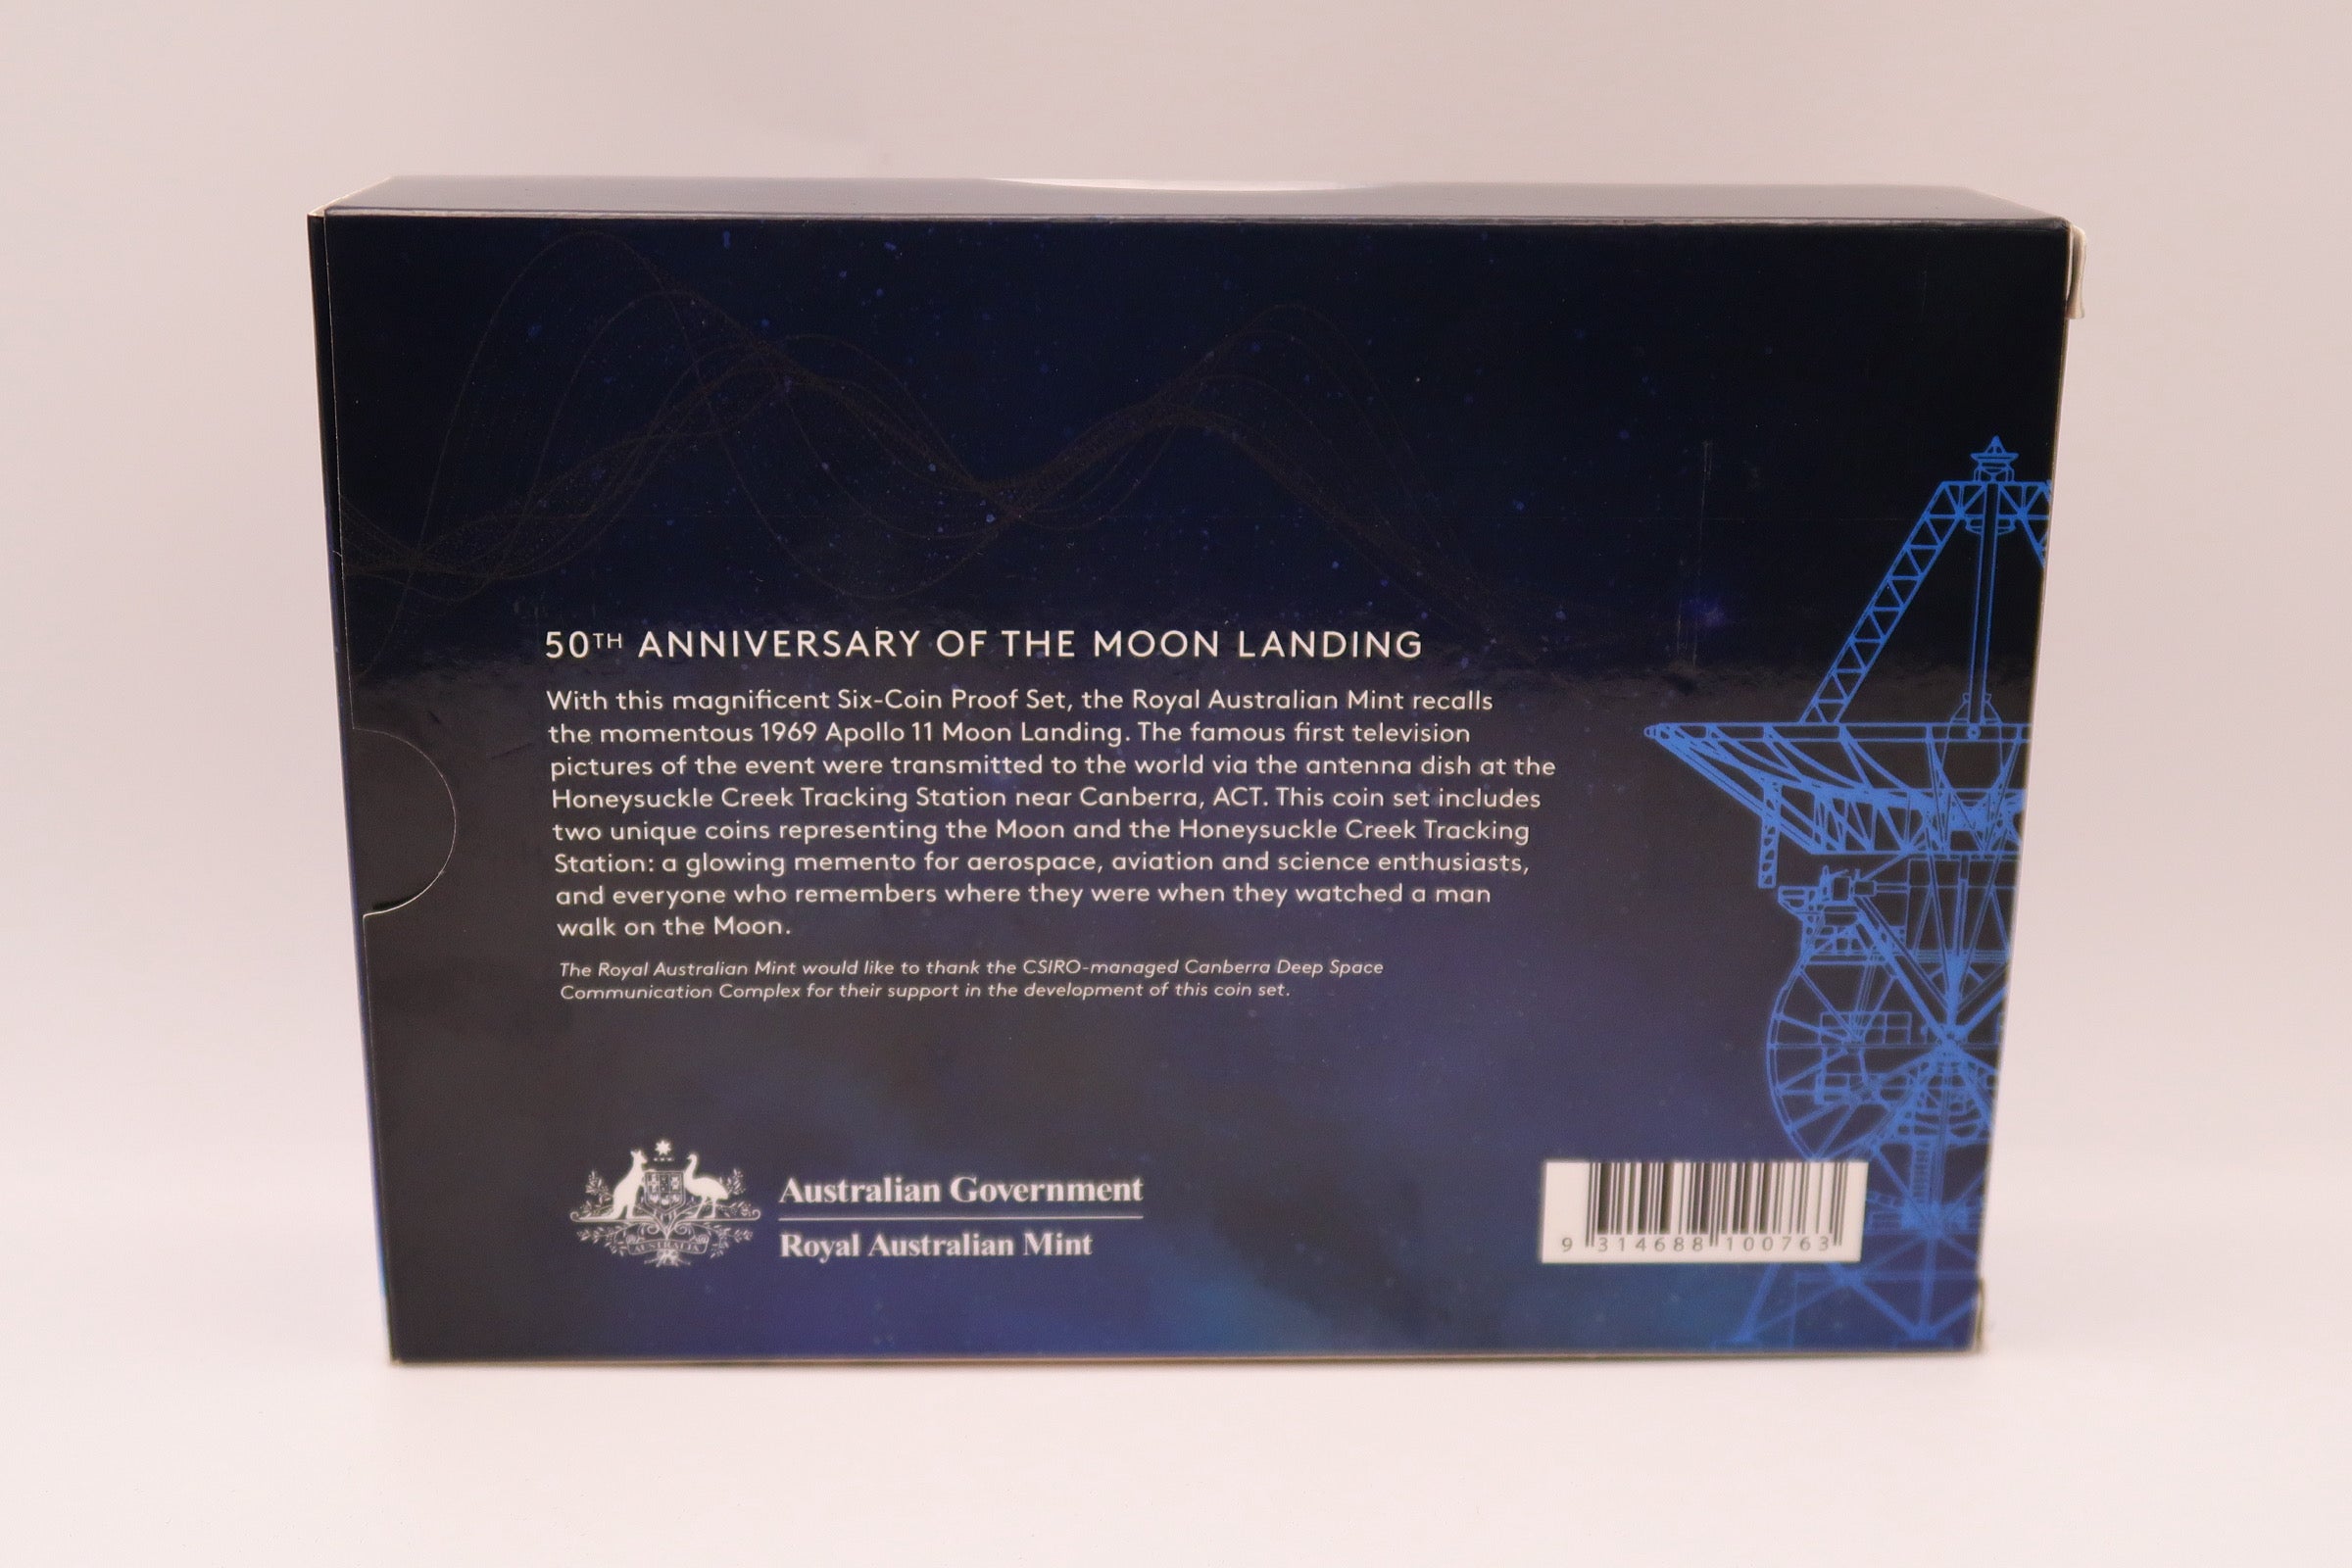 50TH ANNIVERSARY OF THE MOON LANDING
With this magnificent Six-Coin Proof Set, the Royal Australian Mint recalls
the momentous 1969 Apollo 11 Moon Landing. The famous first television
pictures of the event were transmitted to the world via the antenna dish at the
Honeysuckle Creek Tracking Station near Canberra, ACT. This coin set includes
two unique coins representing the Moon and the Honeysuckle Creek Tracking
Station: a glowing memento for aerospace, aviation and science enthusiasts,
and everyone who remembers where they were when they watched a man
walk on the Moon.
The Royal Australian Mint would like to thank the CSIRO-managed Canberra Deep Space
Communication Complex for their support in the development of this coin set.
AUSTRALIA
Australian Government
Royal Australian Mint
9 314688 100763